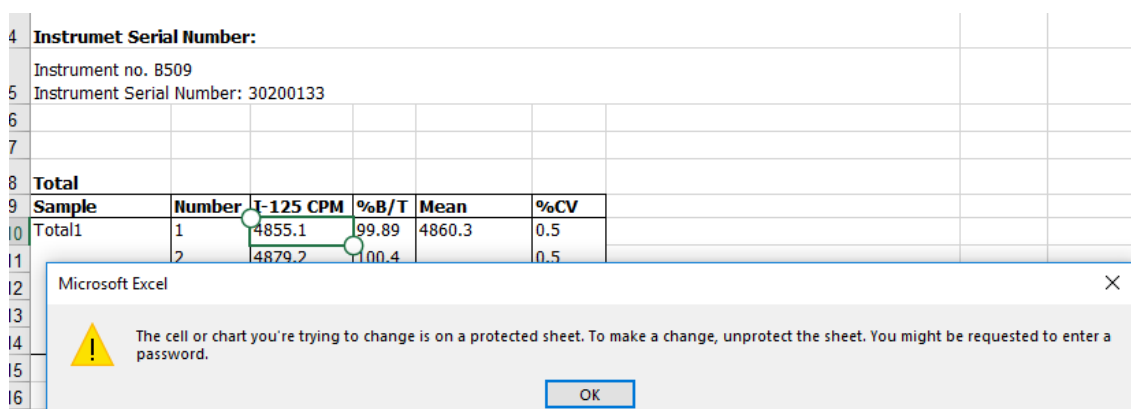 4 Instrumet Serial Number:
Instrument no. B509
5 Instrument Serial Number: 30200133
6
7
8 Total
9 Sample Number I-125 CPM %B/T Mean %CV
10 Total1 1 4855.1 99.89 4860.3 0.5
11 2 4879.2 100.4 0.5
12 Microsoft Excel
13
14 The cell or chart you're trying to change is on a protected sheet. To make a change, unprotect the sheet. You might be requested to enter a
password.
15
16 OK